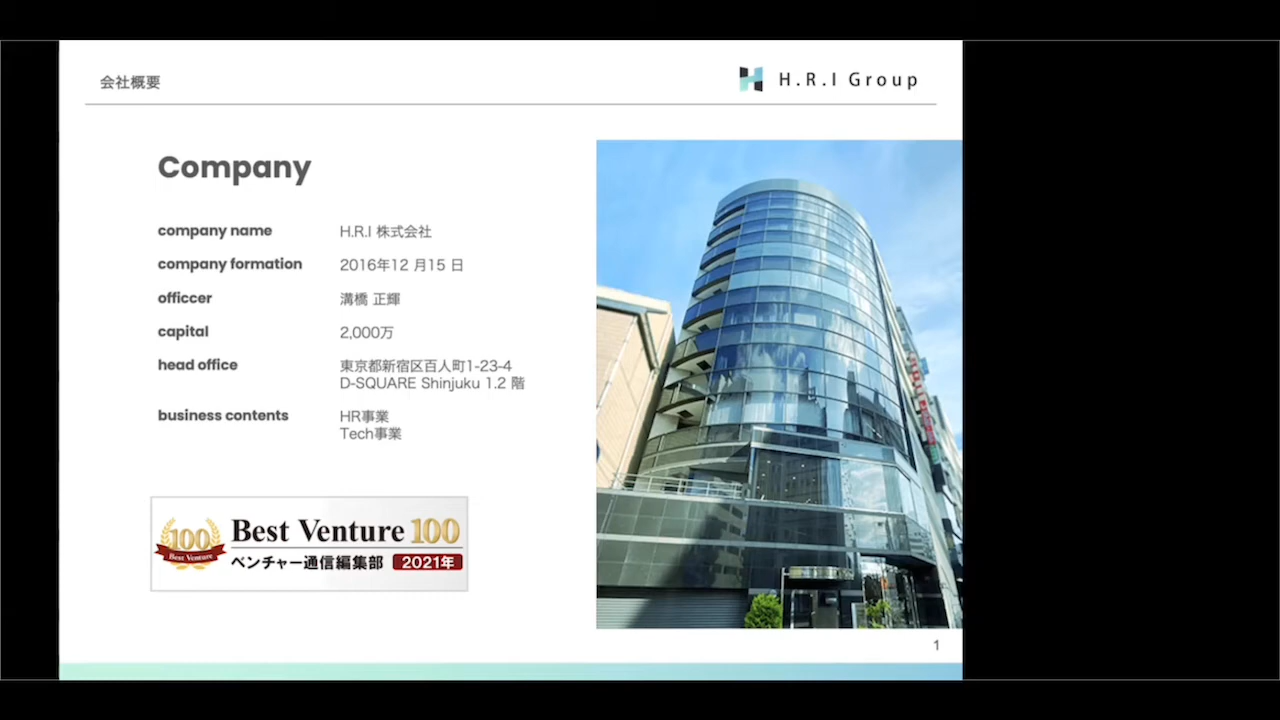 会社概要
H.R.I Group
Company
company name H.R.I 株式会社
company formation 2016年12 月15 日
officcer 溝橋 正輝
capital 2,000万
head office 東京都新宿区百人町1-23-4
D-SQUARE Shinjuku 1.2 階
business contents HR事業
Tech事業
100
Best Venture
Best Venture 100
ベンチャー通信編集部 2021年
1